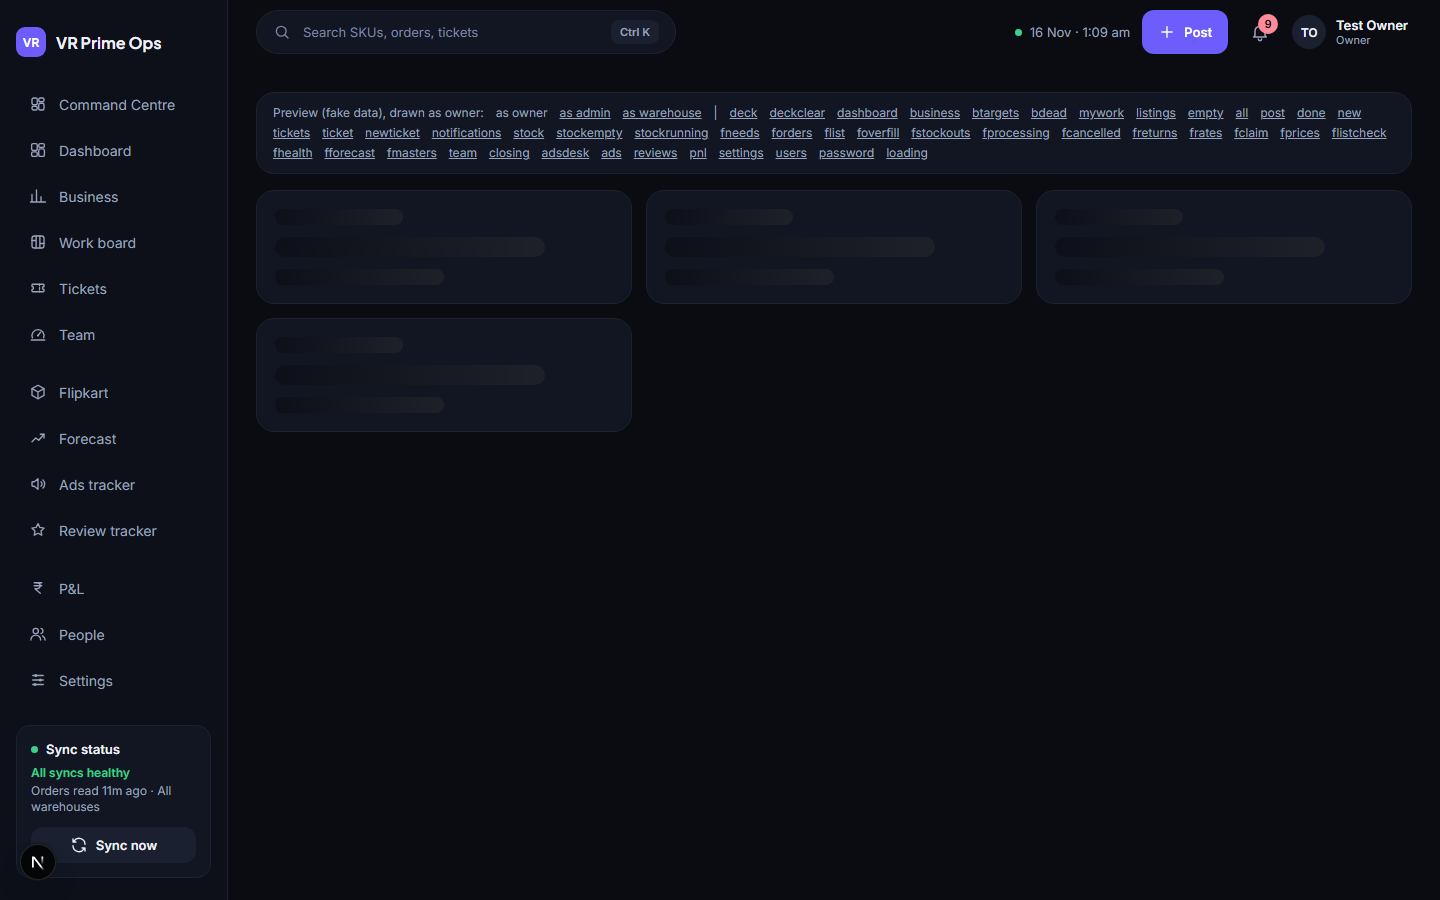 VR VR Prime Ops
Search SKUs, orders, tickets Ctrl K
16 Nov · 1:09 am
+ Post
9
TO Test Owner
Owner
Command Centre
Dashboard
Business
Work board
Tickets
Team
Flipkart
Forecast
Ads tracker
Review tracker
₹ P&L
People
Settings
Sync status
All syncs healthy
Orders read 11m ago · All
warehouses
Sync now
N
Preview (fake data), drawn as owner: as owner as admin as warehouse | deck deckclear dashboard business btargets bdead mywork listings empty all post done new
tickets ticket newticket notifications stock stockempty stockrunning fneeds forders flist foverfill fstockouts fprocessing fcancelled freturns frates fclaim fprices flistcheck
fhealth fforecast fmasters team closing adsdesk ads reviews pnl settings users password loading